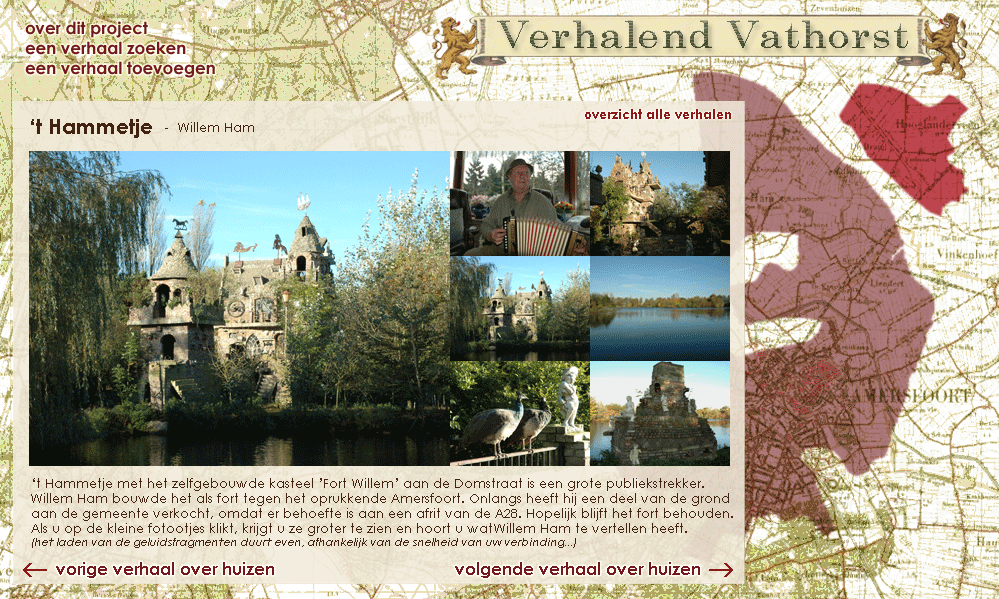 over dit project
een verhaal zoeken
een verhaal toevoegen
Verhalend Vathorst
overzicht alle verhalen
't Hammetje - Willem Ham
't Hammetje met het zelfgebouwde kasteel 'Fort Willem' aan de Domstraat is een grote publiekstrekker.
Willem Ham bouwde het als fort tegen het oprukkende Amersfoort. Onlangs heeft hij een deel van de grond
aan de gemeente verkocht, omdat er behoefte is aan een afrit van de A28. Hopelijk blijft het fort behouden.
Als u op de kleine fotootjes klikt, krijgt u ze groter te zien en hoort u watWillem Ham te vertellen heeft.
(het laden van de geluidsfragmenten duurt even, afhankelijk van de snelheid van uw verbinding...)
← vorige verhaal over huizen
volgende verhaal over huizen →
Zevenhuizen
Hooglanderveen
Vinkenhoef
Liendert
AMERSFOORT